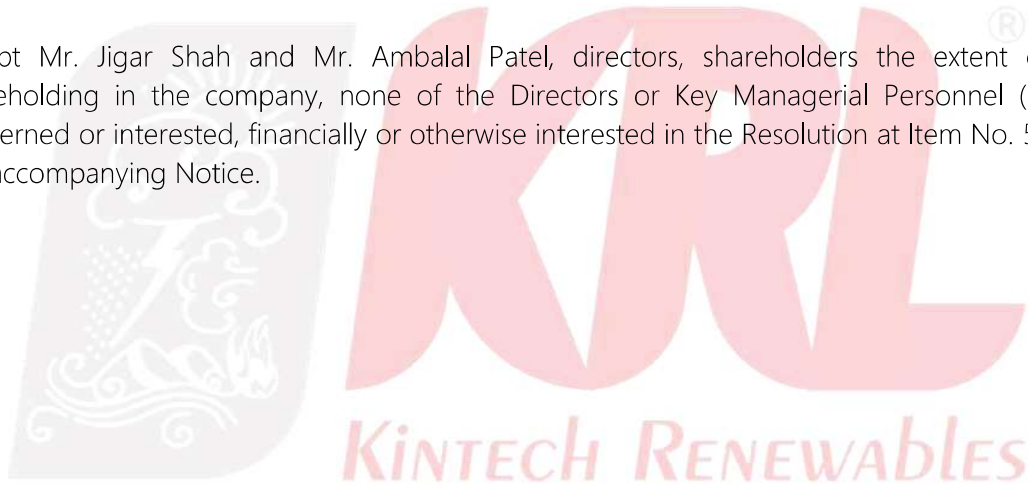 ®
pt Mr. Jigar Shah and Mr. Ambalal Patel, directors, shareholders the extent
eholding in the company, none of the Directors or Key Managerial Personnel (
erned or interested, financially or otherwise interested in the Resolution at Item No. 5
accompanying Notice.
KRL
KINTECH RENEWABLES